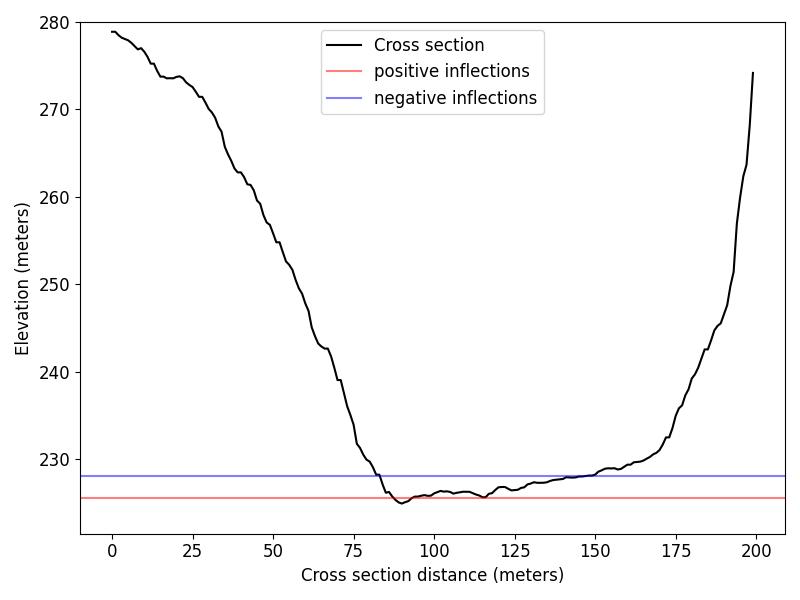 280
270
260
250
240
230
Elevation (meters)
Cross section
positive inflections
negative inflections
0 25 50 75 100 125 150 175 200
Cross section distance (meters)